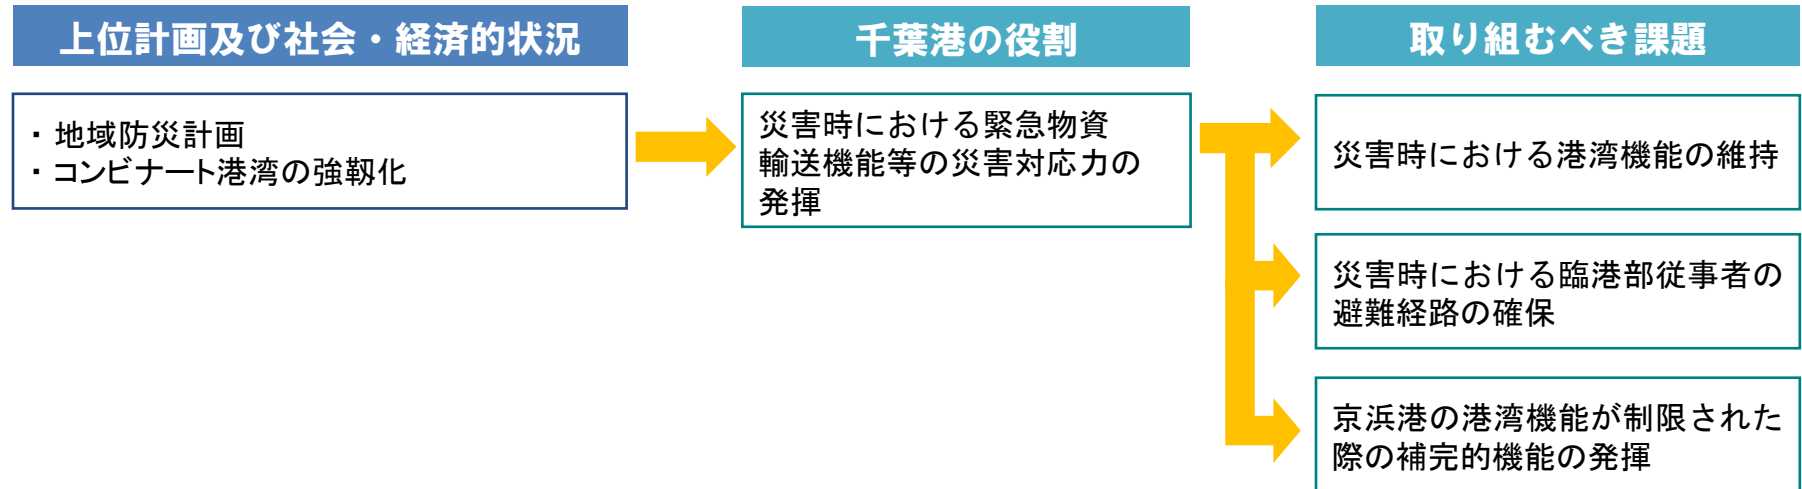 上位計画及び社会・経済的状況
・ 地域防災計画
・ コンビナート港湾の強靱化
千葉港の役割
災害時における緊急物資
輸送機能等の災害対応力の
発揮
取り組むべき課題
災害時における港湾機能の維持
災害時における臨港部従事者の
避難経路の確保
京浜港の港湾機能が制限された
際の補完的機能の発揮